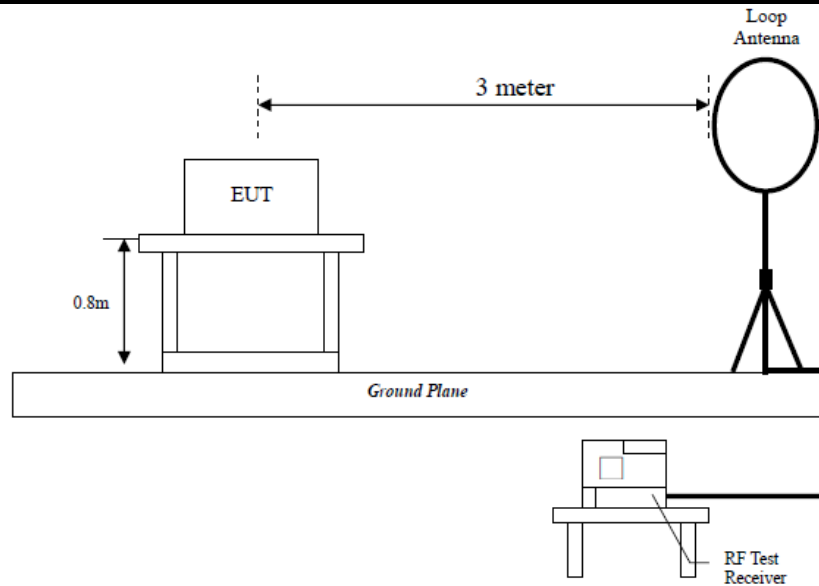 Loop
Antenna
3 meter
EUT
0.8m
Ground Plane
RF Test
Receiver